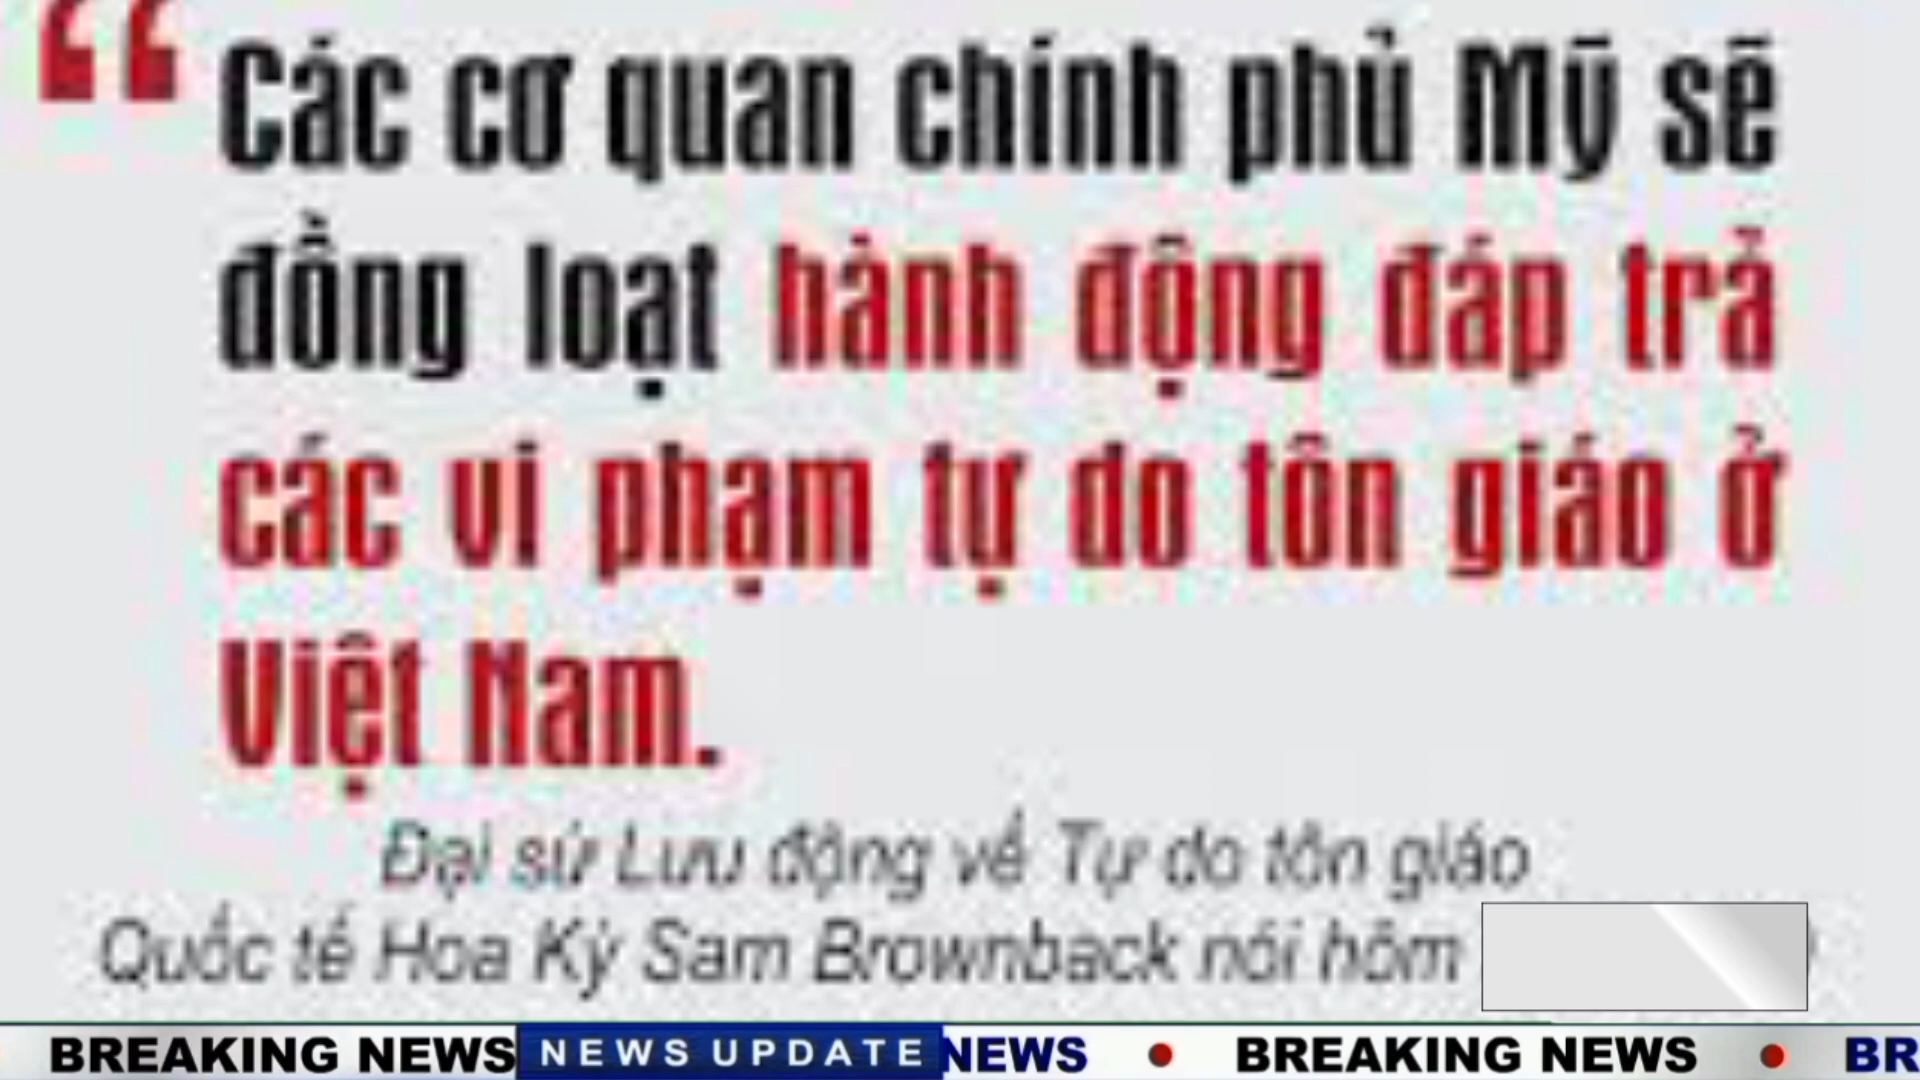 “Các cơ quan chính phủ Mỹ sẽ
đồng loạt hành động đáp trả
các vi phạm tự do tôn giáo ở
Việt Nam.
Đại sứ Lưu động về Tự do tôn giáo
Quốc tế Hoa Kỳ Sam Brownback nói hôm
BREAKING NEWS NEWS UPDATE NEWS • BREAKING NEWS • BR